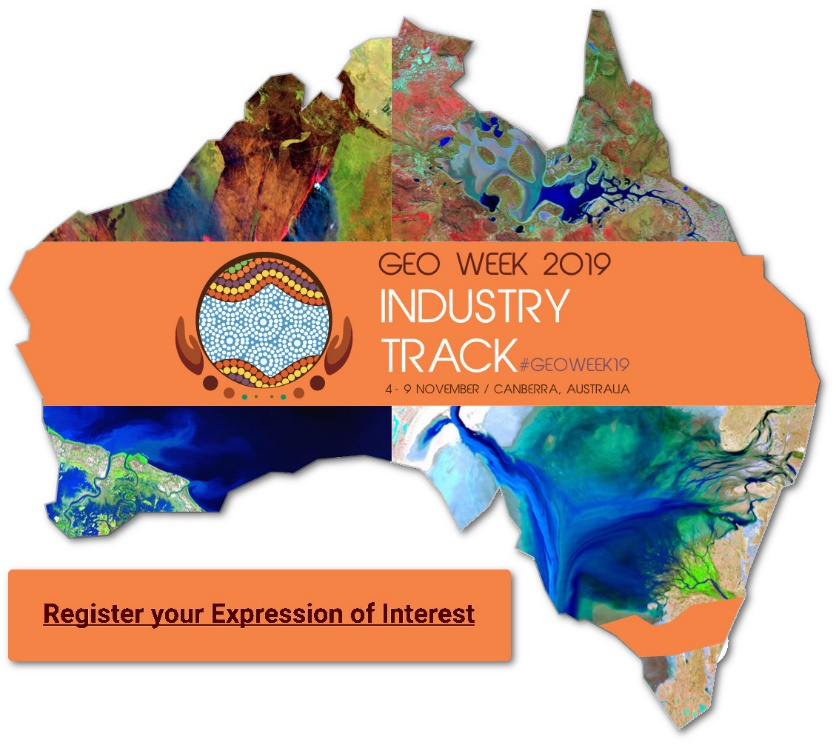 GEO WEEK 2019
INDUSTRY
TRACK #GEOWEEK19
4 - 9 NOVEMBER / CANBERRA, AUSTRALIA
Register your Expression of Interest